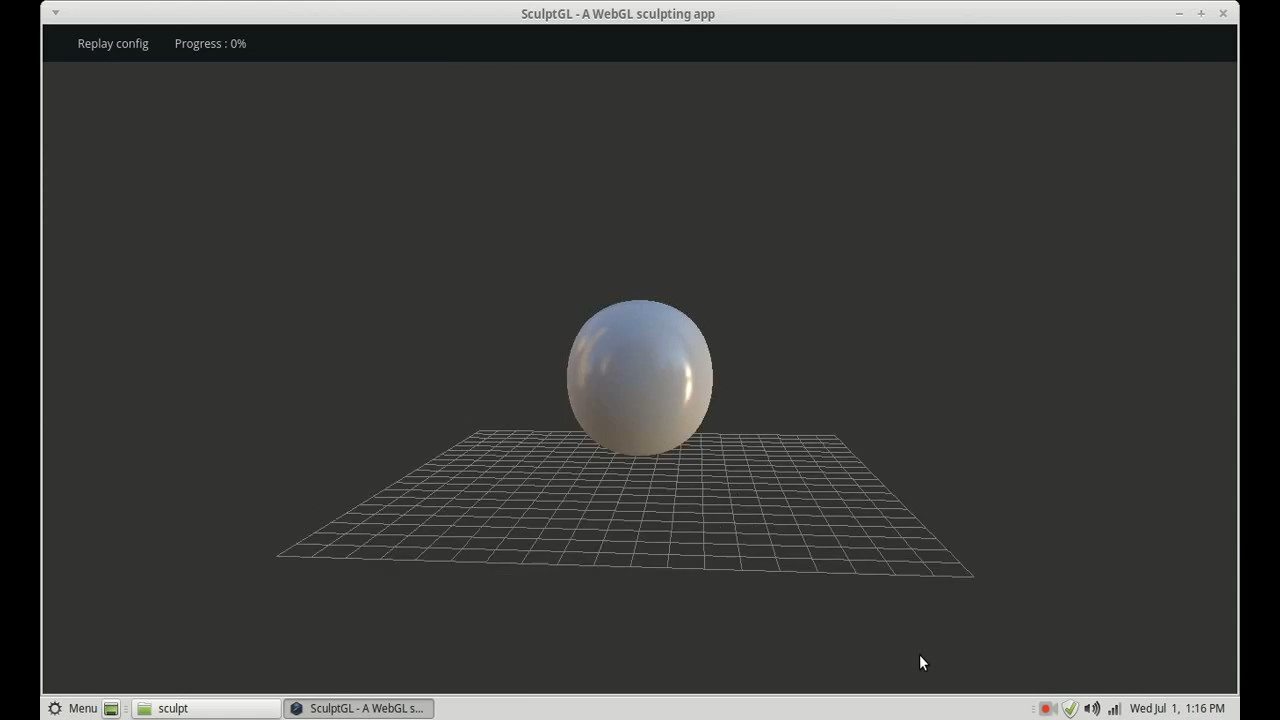 SculptGL - A WebGL sculpting app
Replay config Progress : 0%
Menu sculpt SculptGL - A WebGL s... Wed Jul 1, 1:16 PM